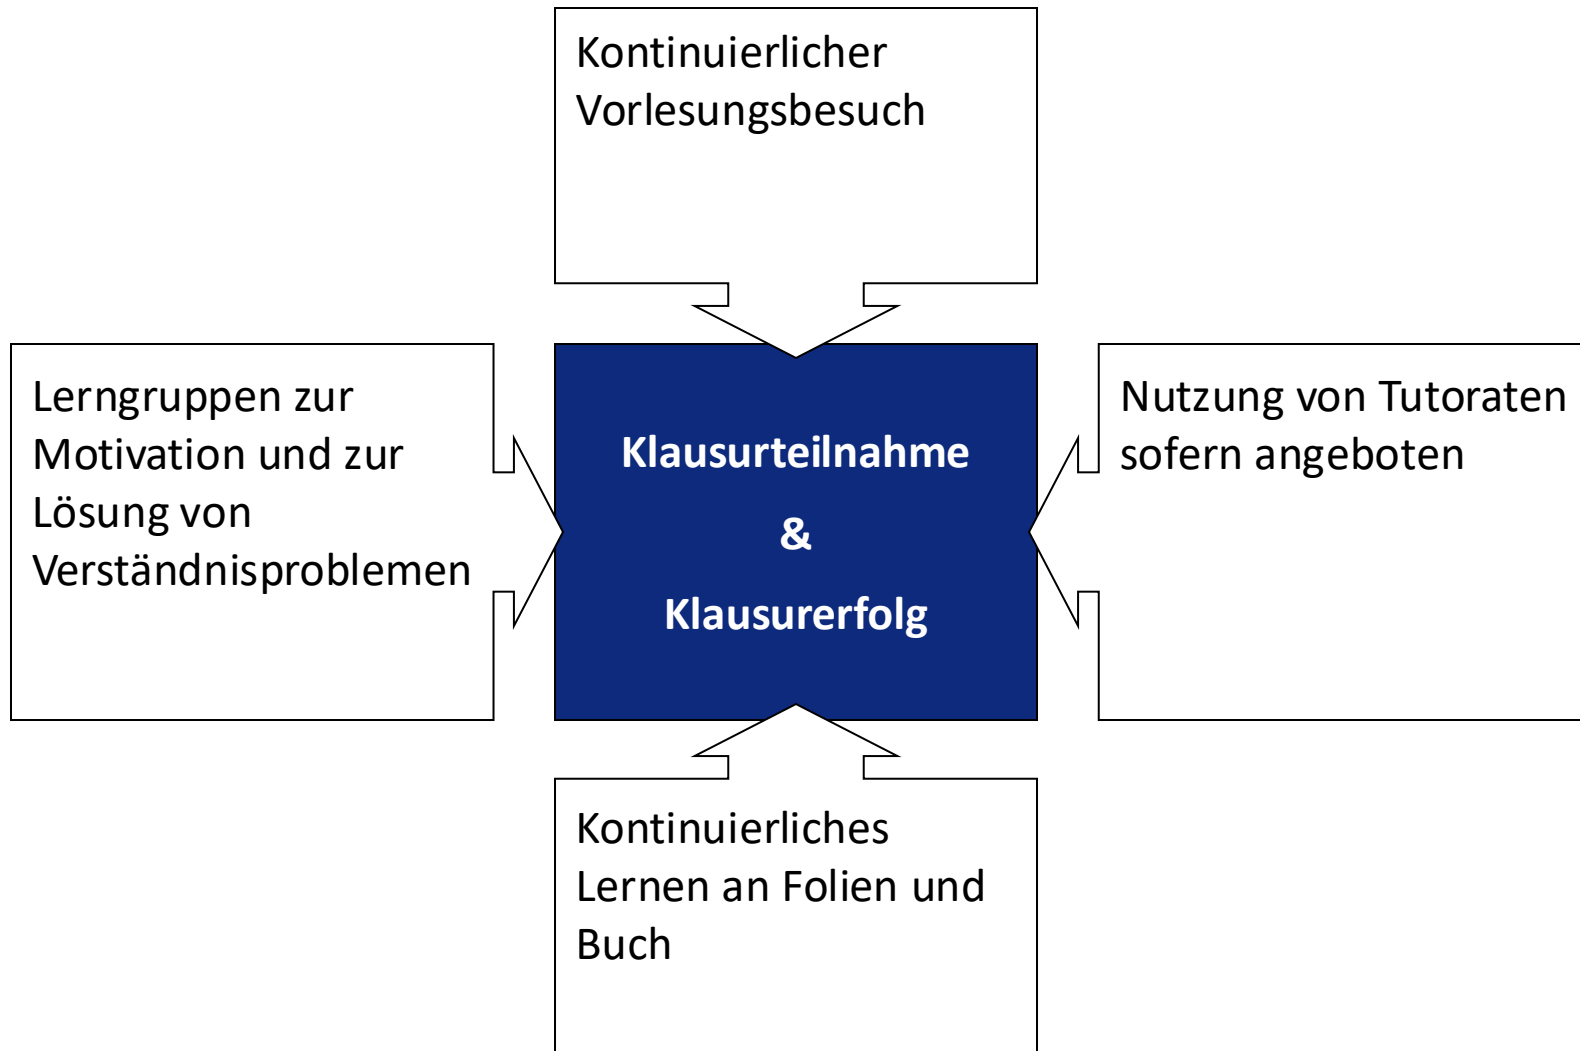 Kontinuierlicher
Vorlesungsbesuch
Lerngruppen zur
Motivation und zur
Lösung von
Verständnisproblemen
Klausurteilnahme
&
Klausurerfolg
Nutzung von Tutoraten
sofern angeboten
Kontinuierliches
Lernen an Folien und
Buch